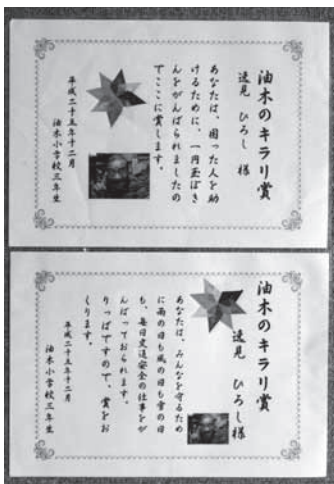 油木のキラリ賞
逸見 ひろし 様
あなたは、困った人を助
けるために、一円玉ぼき
んをがんばられましたの
でここに賞します。
平成二十五年十二月
油木小学校三年生
油木のキラリ賞
逸見 ひろし 様
あなたは、みんなを守るため
に雨の日も風の日も雪の日
も、毎日交通安全の仕事をが
んばっておられます。
りっぱですので、賞をお
くります。
平成二十五年十二月
油木小学校三年生